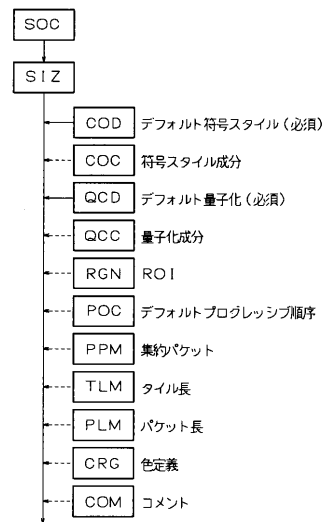 SOC
SIZ
COD デフォルト符号スタイル(必須)
COC 符号スタイル成分
QCD デフォルト量子化(必須)
QCC 量子化成分
RGN ROI
POC デフォルトプログレッシブ順序
PPM 集約パケット
TLM タイル長
PLM パケット長
CRG 色定義
COM コメント